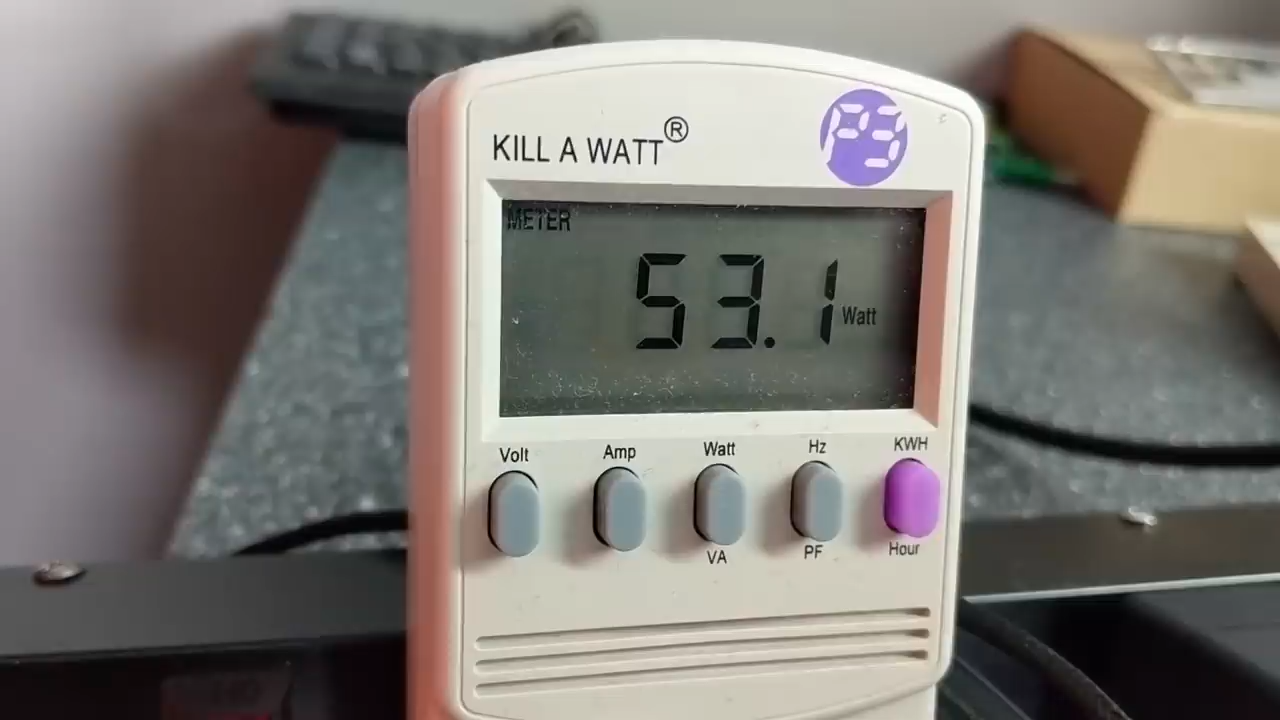 KILL A WATT®
P3
METER
53.1 Watt
Volt Amp Watt Hz KWH
VA PF Hour